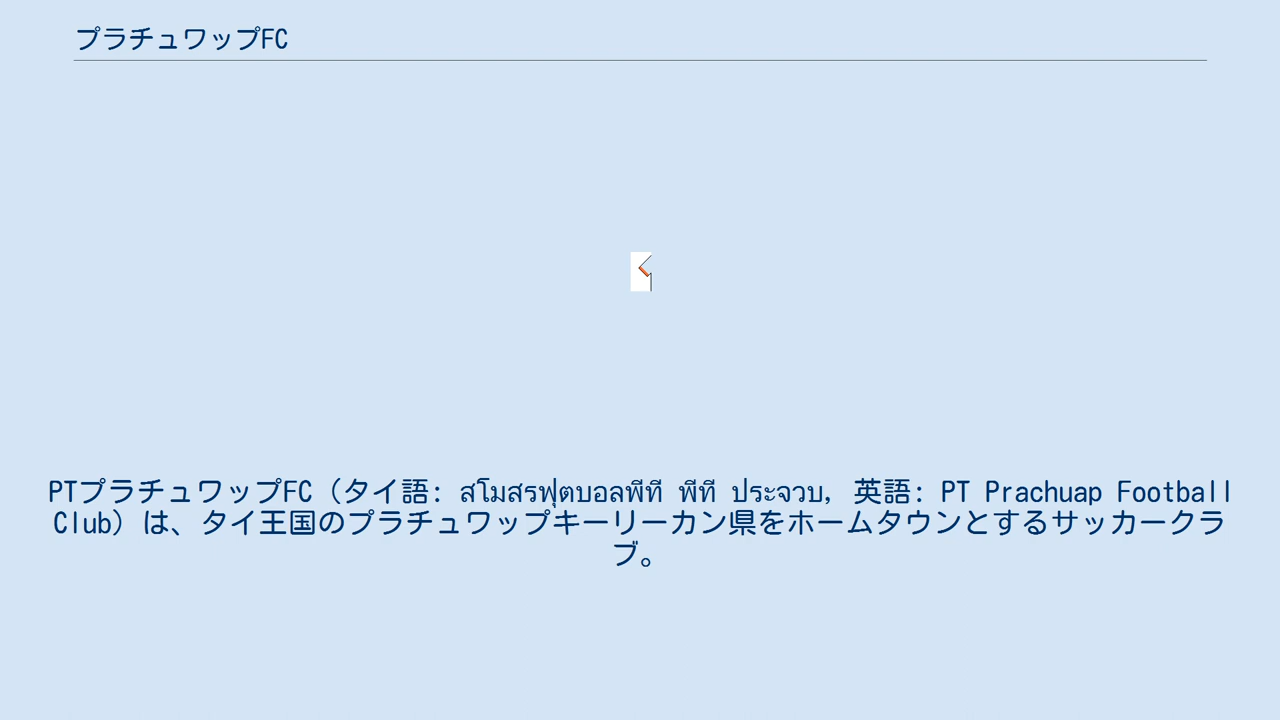 プラチュワップFC
PTプラチュワップFC（タイ語: สโมสรฟุตบอลพีที พีที ประจวบ, 英語: PT Prachuap Football
Club）は、タイ王国のプラチュワップキーリーカン県をホームタウンとするサッカークラ
ブ。